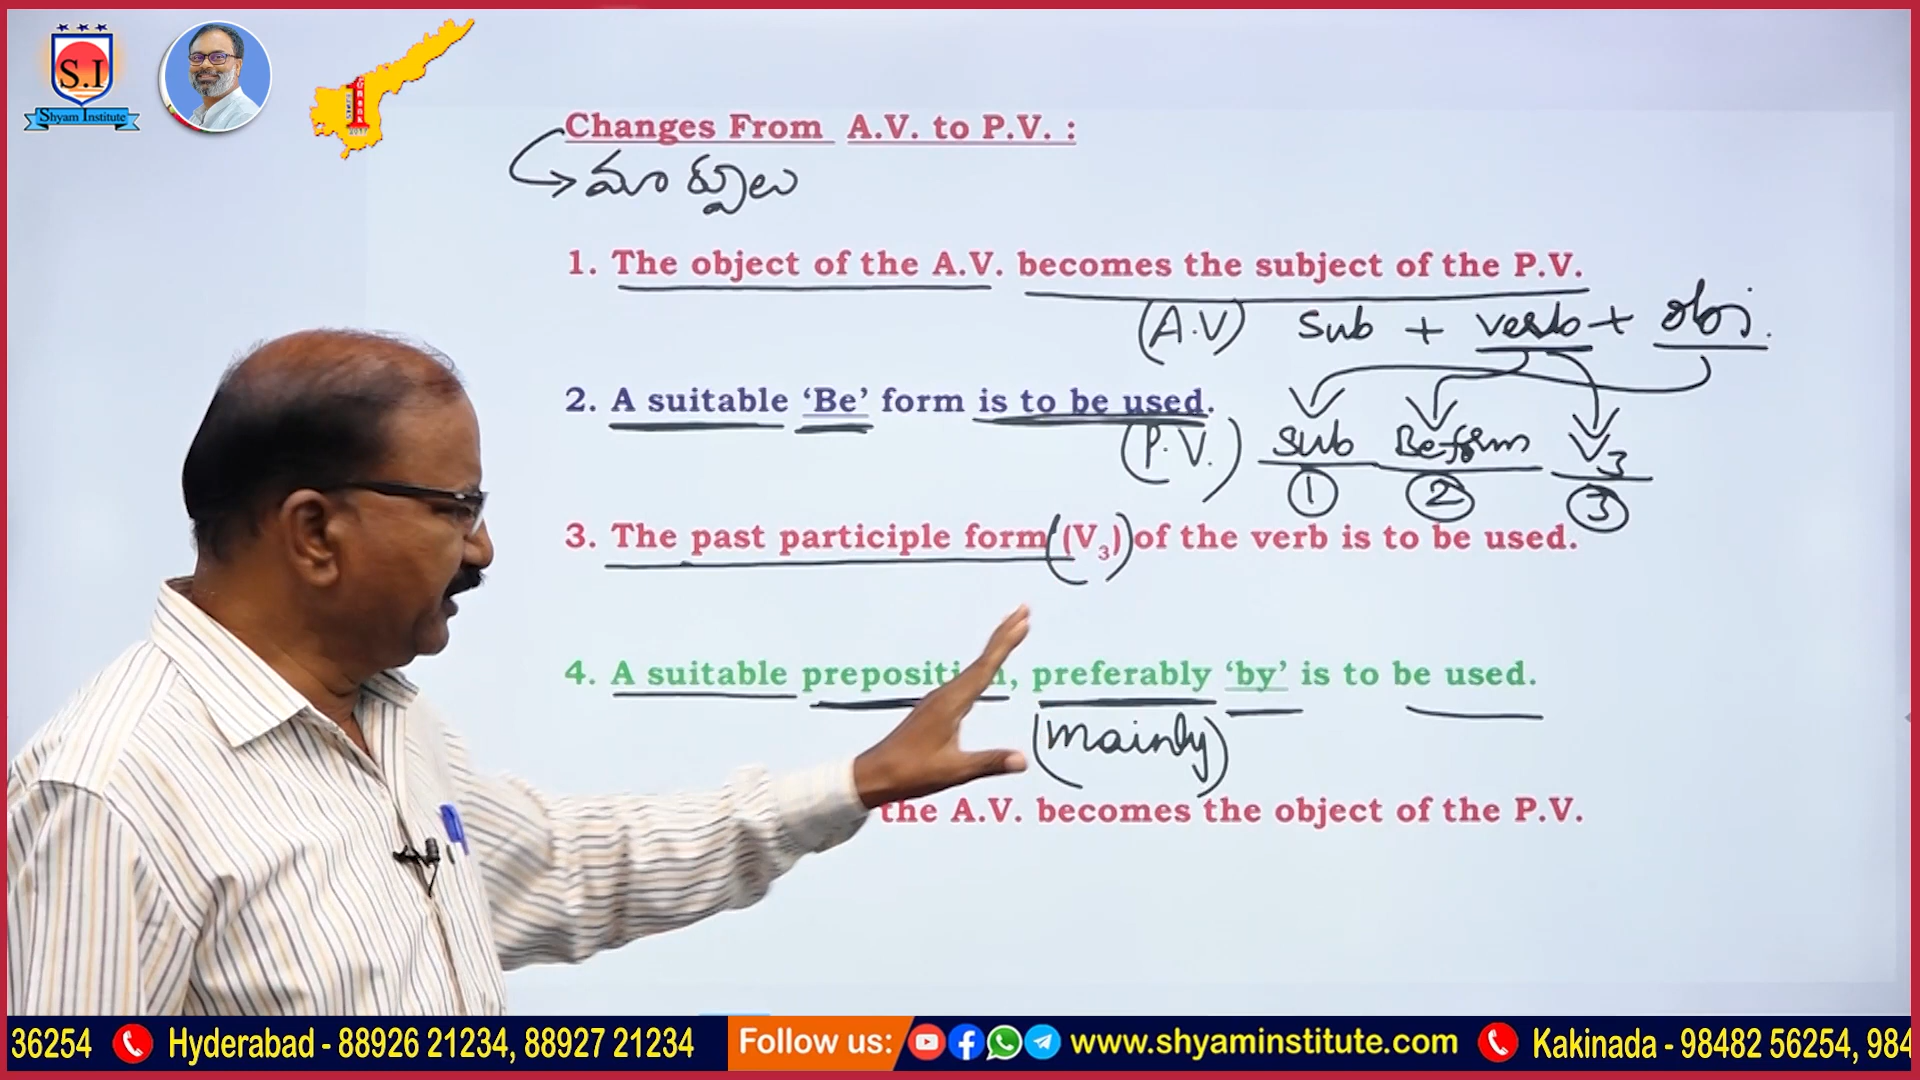 S.I
Shyam Institute
Changes From A.V. to P.V. :
మార్పులు
1. The object of the A.V. becomes the subject of the P.V.
(A.V) Sub + verb + obj.
2. A suitable ‘Be’ form is to be used.
(P.V.) Sub Be form V3
1 2 3
3. The past participle form (V3) of the verb is to be used.
4. A suitable preposition, preferably ‘by’ is to be used.
(mainly)
the A.V. becomes the object of the P.V.
36254 Hyderabad - 88926 21234, 88927 21234 Follow us: www.shyaminstitute.com Kakinada - 98482 56254, 984